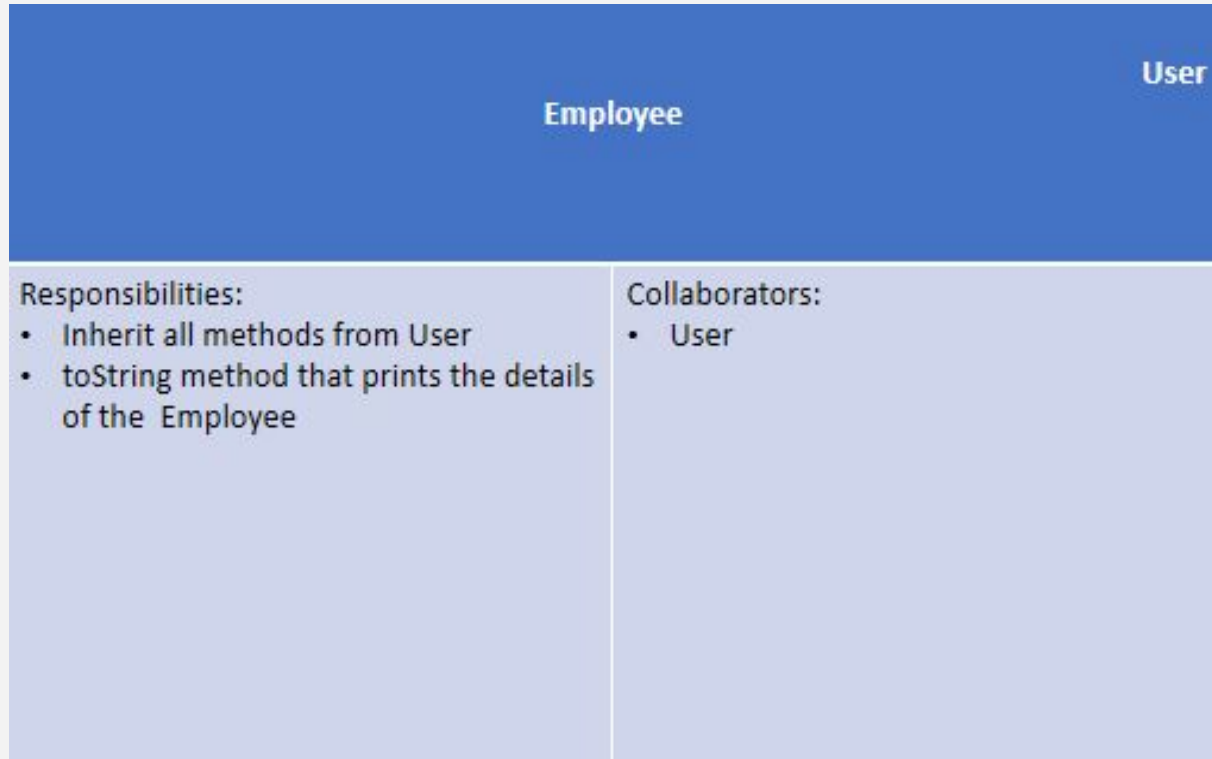 User
Employee
Responsibilities:
• Inherit all methods from User
• toString method that prints the details
of the  Employee
Collaborators:
• User